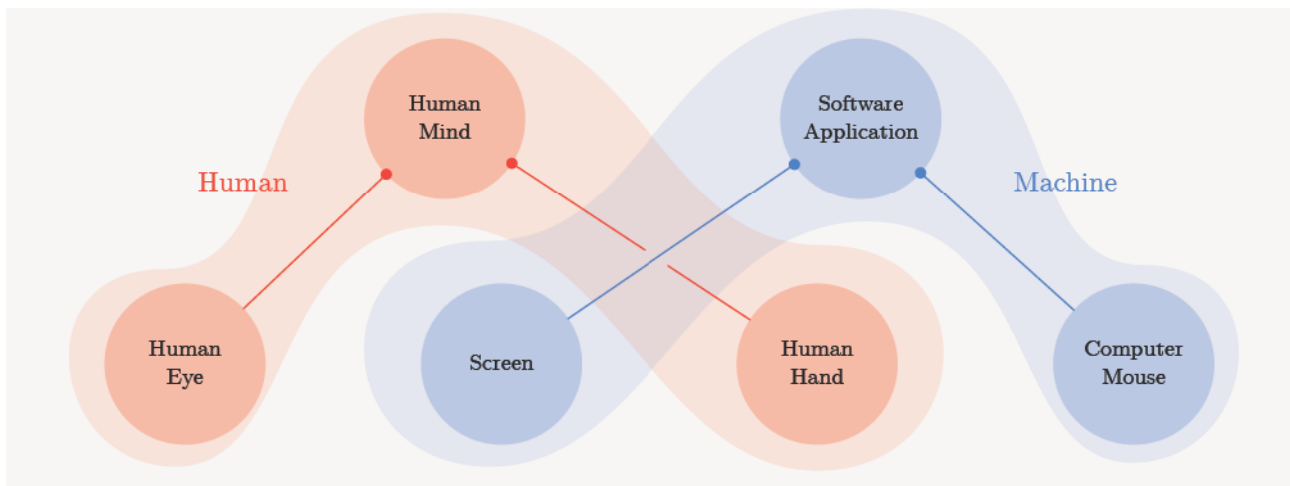 Human
Mind
Software
Application
Human
Machine
Human
Eye
Screen
Human
Hand
Computer
Mouse